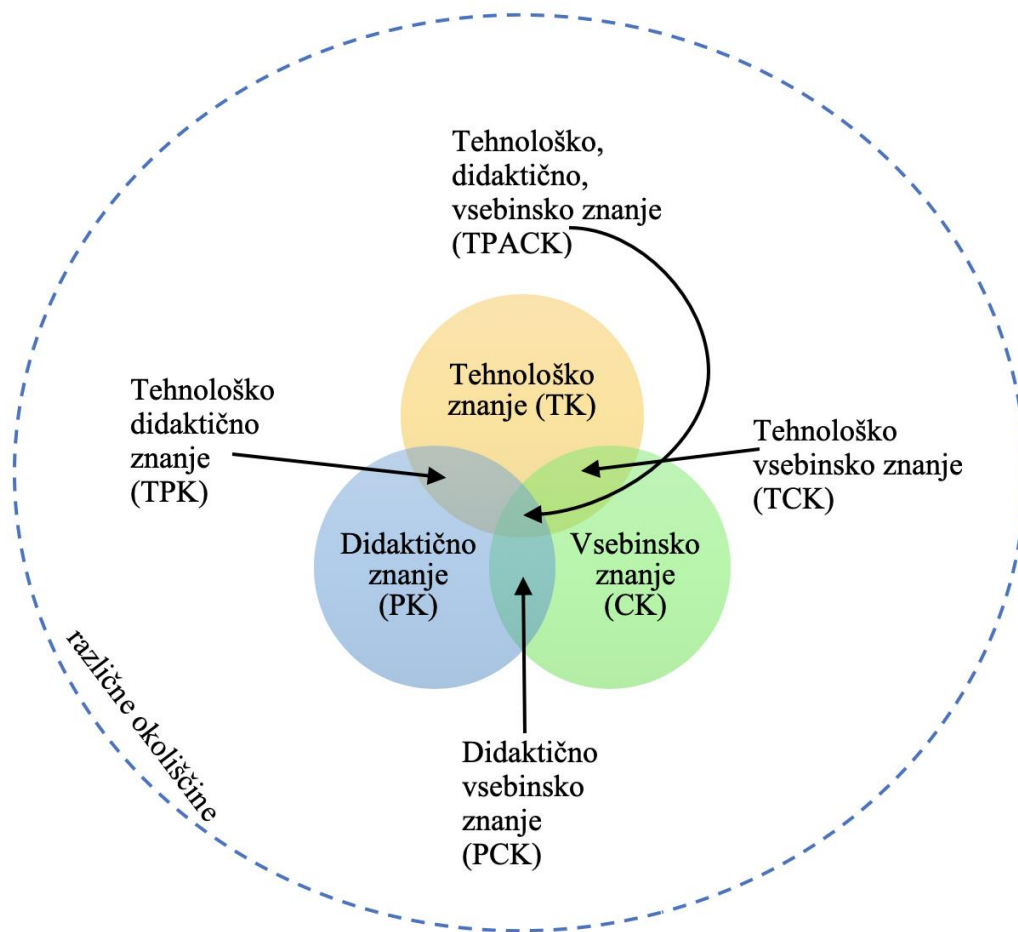 Tehnološko,
didaktično,
vsebinsko znanje
(TPACK)
Tehnološko
znanje (TK)
Tehnološko
didaktično
znanje
(TPK)
Tehnološko
vsebinsko znanje
(TCK)
Didaktično
znanje
(PK)
Vsebinsko
znanje
(CK)
različne okoliščine
Didaktično
vsebinsko
znanje
(PCK)